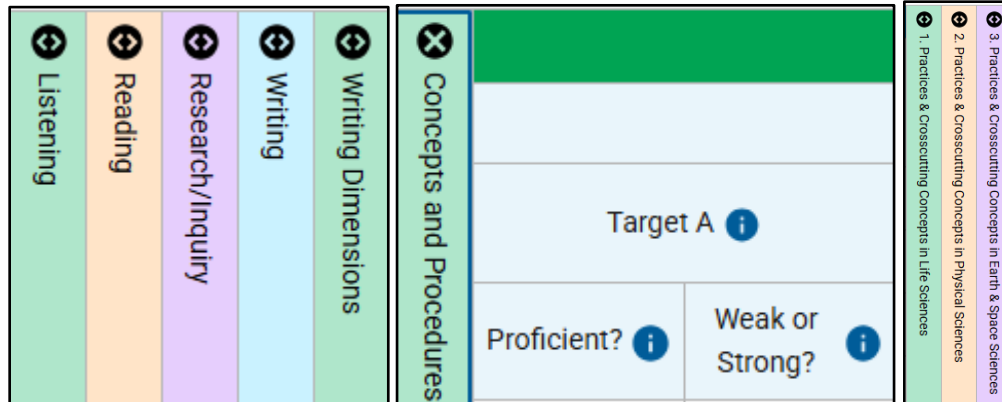 Listening
Reading
Research/Inquiry
Writing
Writing Dimensions
Concepts and Procedures
Target A
Proficient?
Weak or
Strong?
1. Practices & Crosscutting Concepts in Life Sciences
2. Practices & Crosscutting Concepts in Physical Sciences
3. Practices & Crosscutting Concepts in Earth & Space Sciences